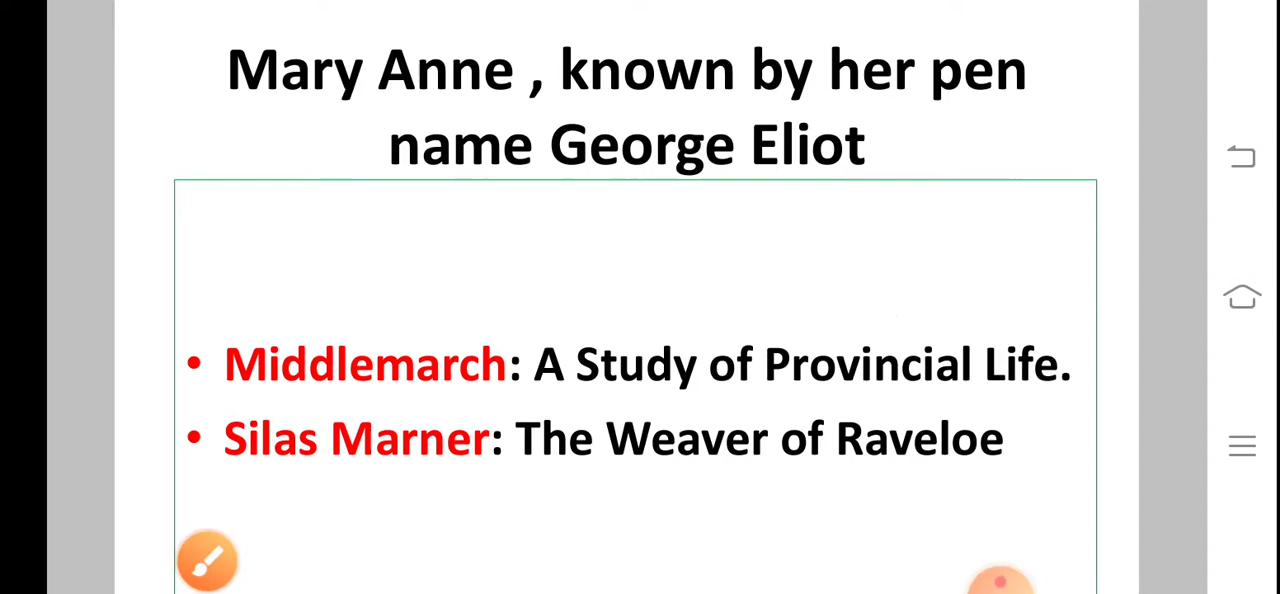 Mary Anne , known by her pen
name George Eliot
• Middlemarch: A Study of Provincial Life.
• Silas Marner: The Weaver of Raveloe